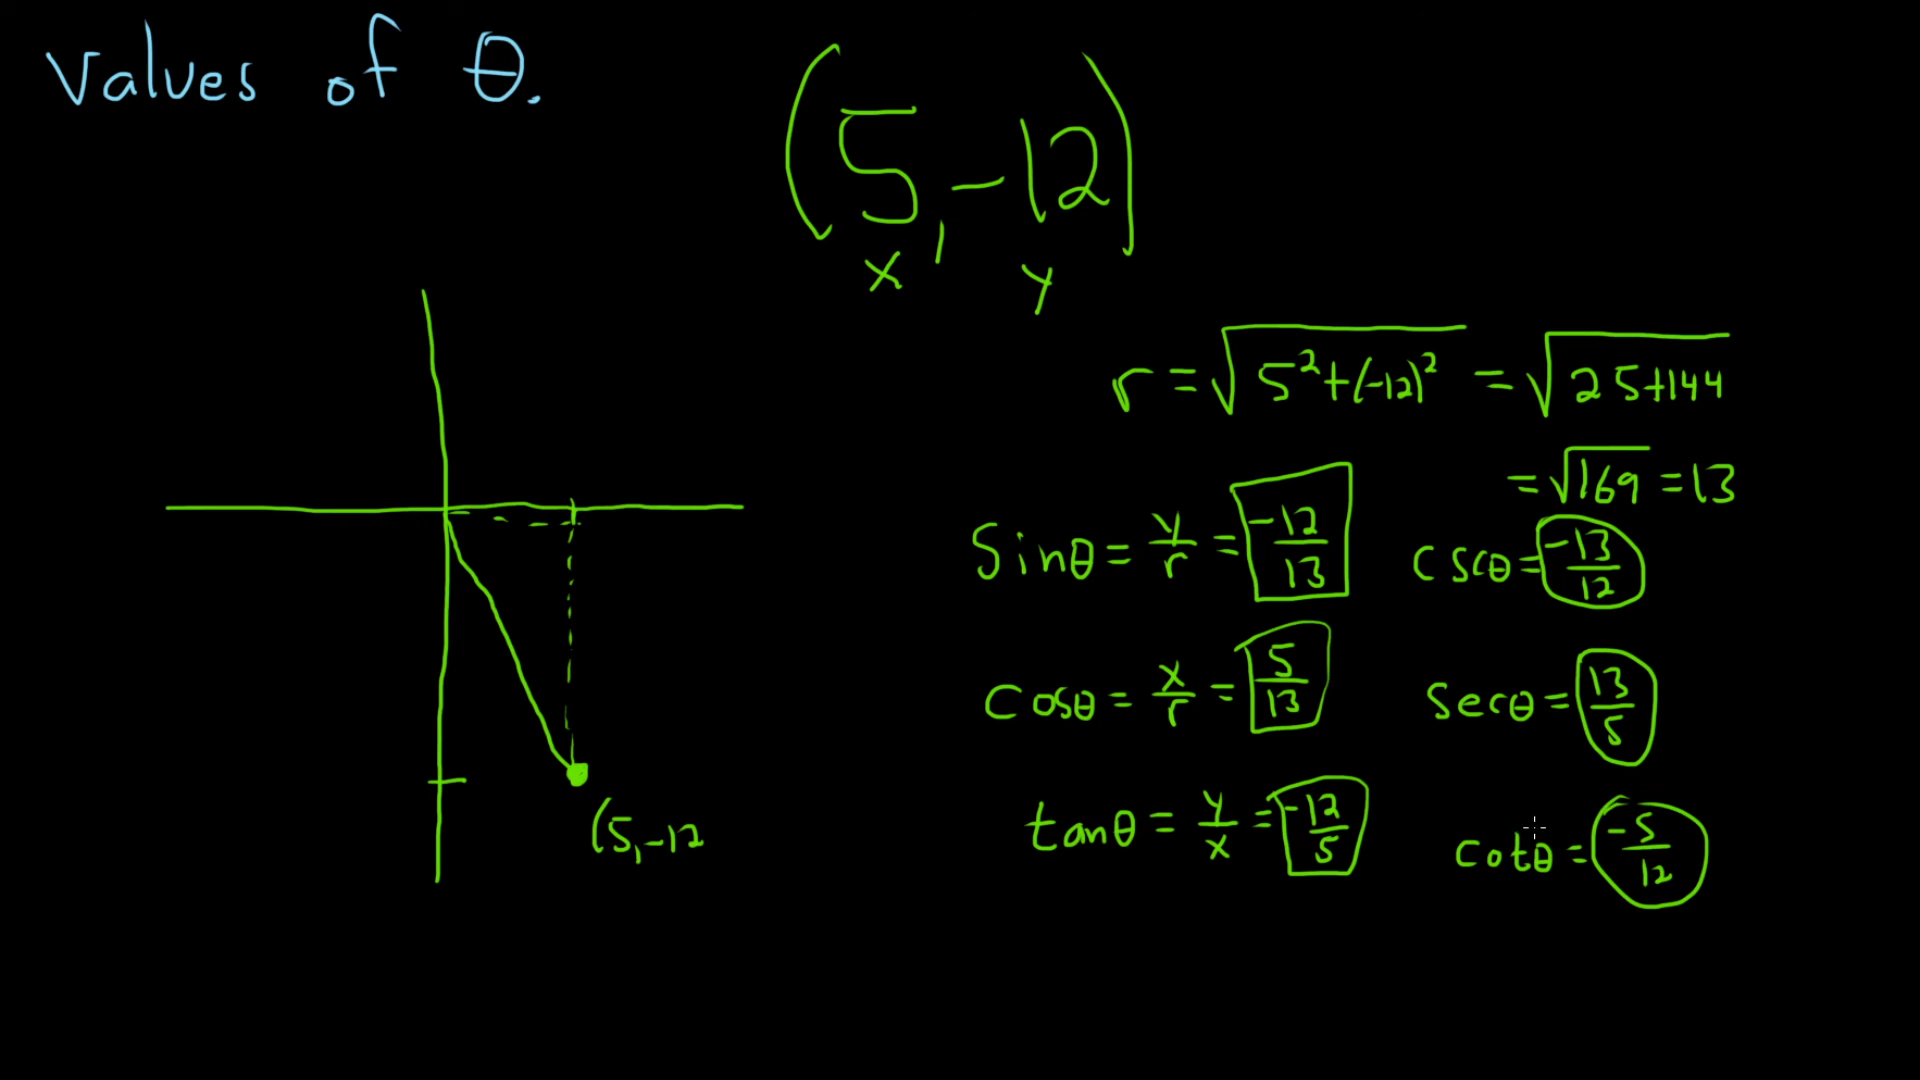 Values of θ.
(5, -12)
x y
r = √(5² + (-12)²) = √(25+144)
= √169 = 13
Sinθ = y/r = -12/13 cscθ = -13/12
Cosθ = x/r = 5/13 Secθ = 13/5
tanθ = y/x = -12/5 cotθ = -5/12
(5, -12